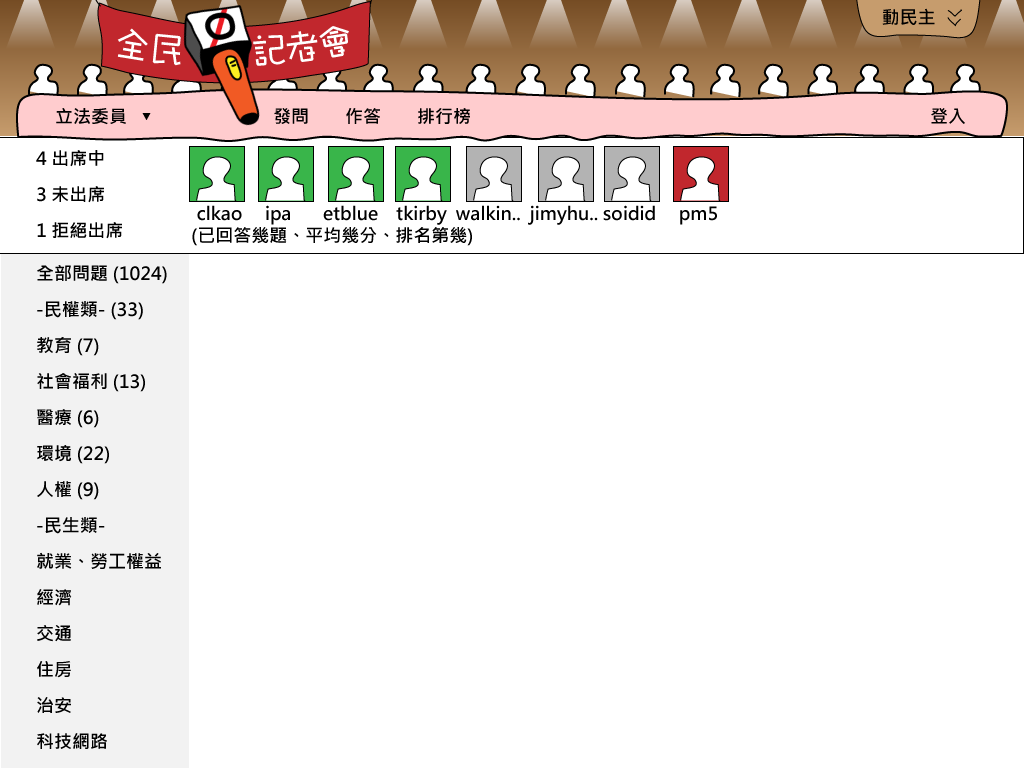 動民主
全民記者會
立法委員 ▼ 發問 作答 排行榜 登入
4 出席中
3 未出席
1 拒絕出席
clkao ipa etblue tkirby walkin.. jimyhu.. soidid pm5
(已回答幾題、平均幾分、排名第幾)
全部問題 (1024)
-民權類- (33)
教育 (7)
社會福利 (13)
醫療 (6)
環境 (22)
人權 (9)
-民生類-
就業、勞工權益
經濟
交通
住房
治安
科技網路